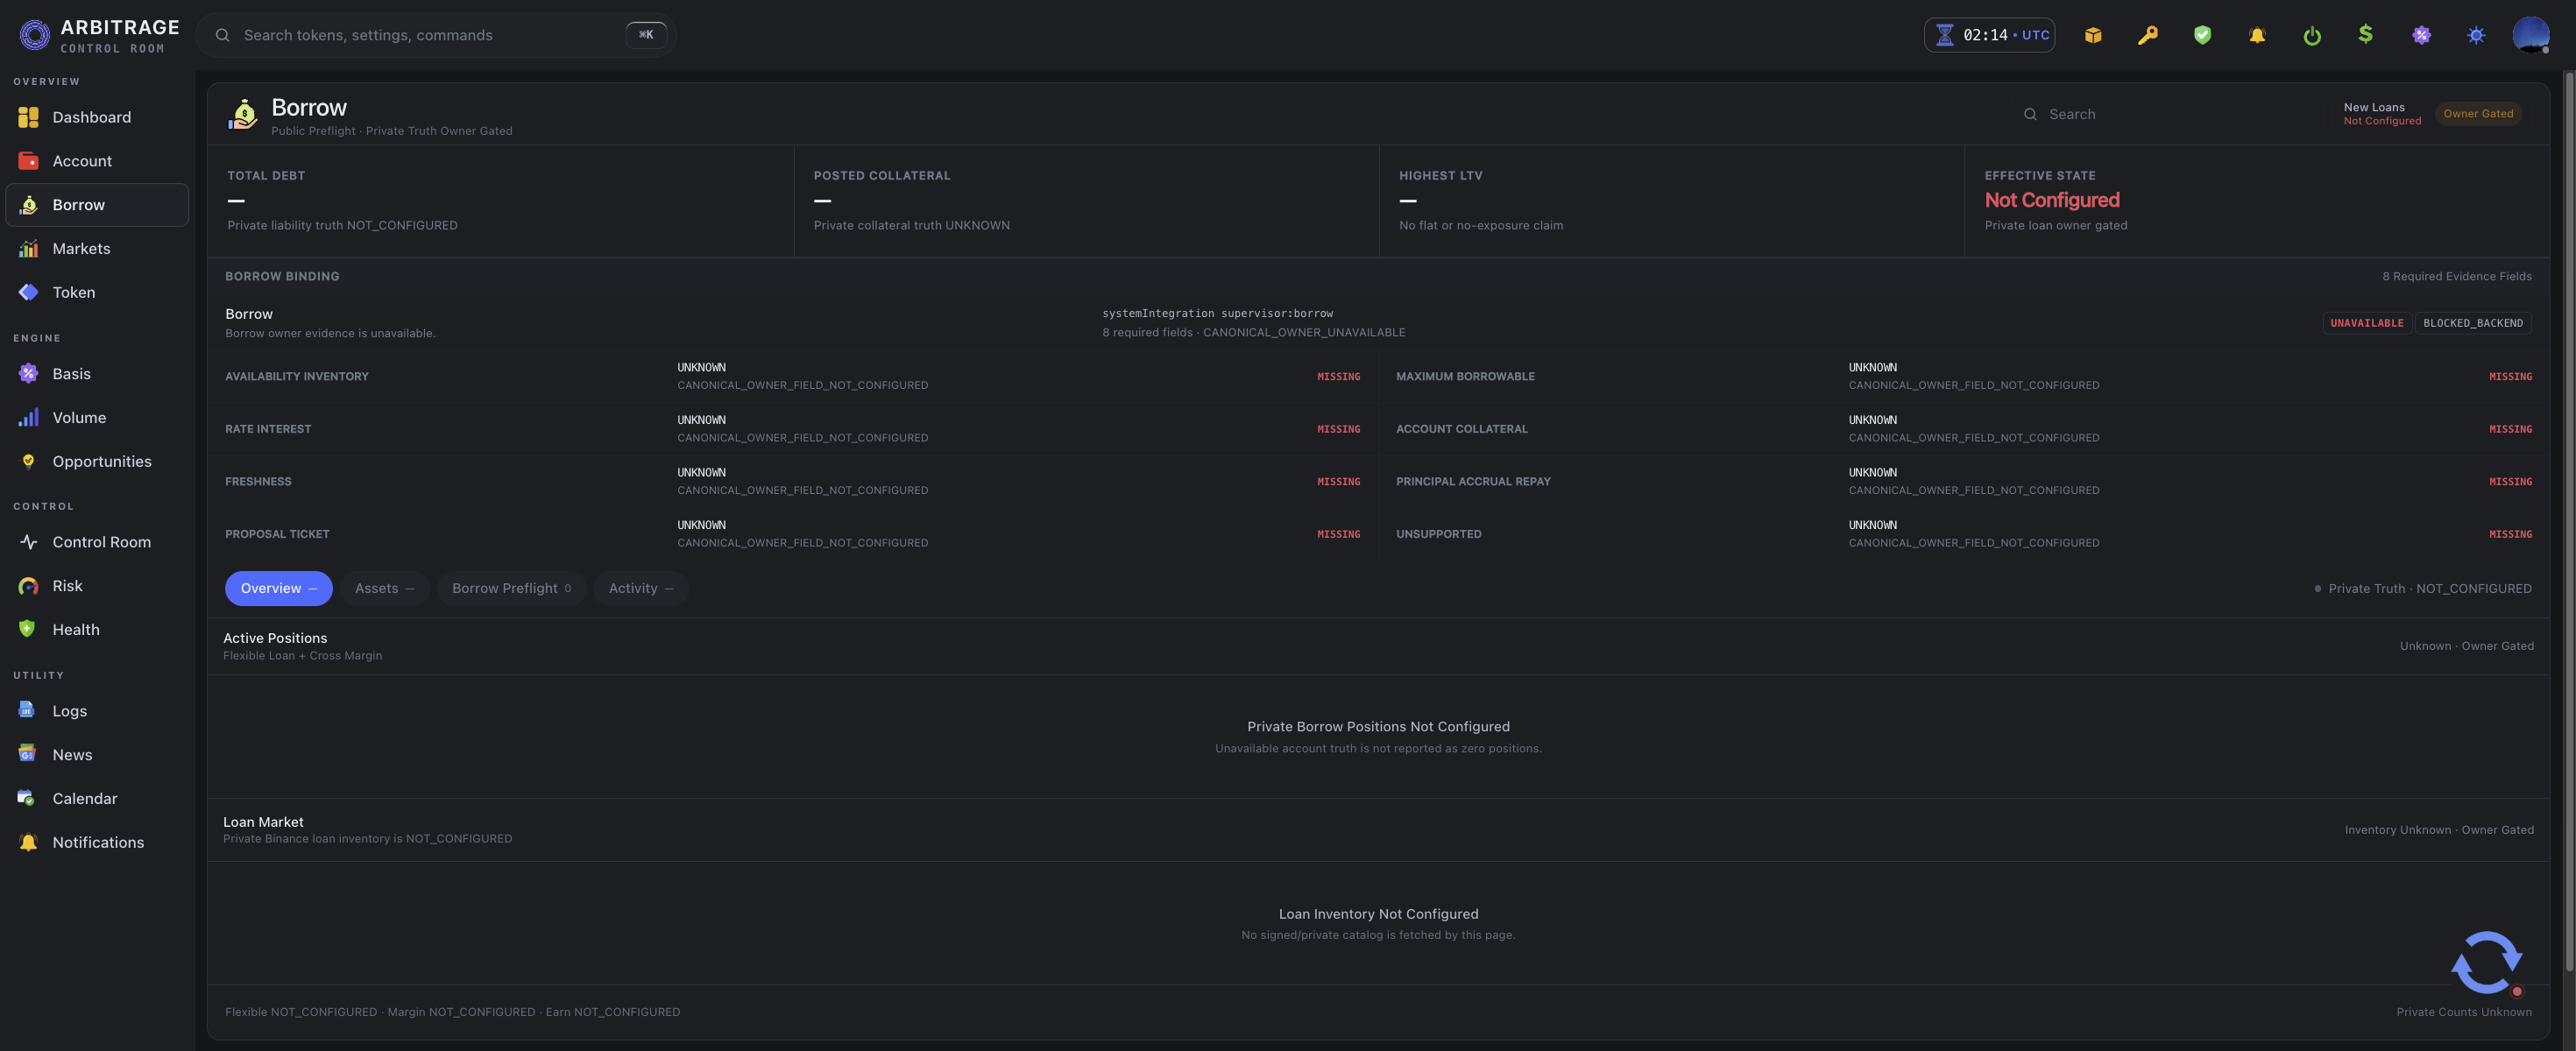 ARBITRAGE
CONTROL ROOM
Search tokens, settings, commands
⌘K
02:14 • UTC
OVERVIEW
Dashboard
Account
Borrow
Markets
Token
ENGINE
Basis
Volume
Opportunities
CONTROL
Control Room
Risk
Health
UTILITY
Logs
News
Calendar
Notifications
Borrow
Public Preflight · Private Truth Owner Gated
Search
New Loans
Not Configured
Owner Gated
TOTAL DEBT
—
Private liability truth NOT_CONFIGURED
POSTED COLLATERAL
—
Private collateral truth UNKNOWN
HIGHEST LTV
—
No flat or no-exposure claim
EFFECTIVE STATE
Not Configured
Private loan owner gated
BORROW BINDING
8 Required Evidence Fields
Borrow
Borrow owner evidence is unavailable.
systemIntegration supervisor:borrow
8 required fields · CANONICAL_OWNER_UNAVAILABLE
UNAVAILABLE
BLOCKED_BACKEND
AVAILABILITY INVENTORY
UNKNOWN
CANONICAL_OWNER_FIELD_NOT_CONFIGURED
MISSING
MAXIMUM BORROWABLE
UNKNOWN
CANONICAL_OWNER_FIELD_NOT_CONFIGURED
MISSING
RATE INTEREST
UNKNOWN
CANONICAL_OWNER_FIELD_NOT_CONFIGURED
MISSING
ACCOUNT COLLATERAL
UNKNOWN
CANONICAL_OWNER_FIELD_NOT_CONFIGURED
MISSING
FRESHNESS
UNKNOWN
CANONICAL_OWNER_FIELD_NOT_CONFIGURED
MISSING
PRINCIPAL ACCRUAL REPAY
UNKNOWN
CANONICAL_OWNER_FIELD_NOT_CONFIGURED
MISSING
PROPOSAL TICKET
UNKNOWN
CANONICAL_OWNER_FIELD_NOT_CONFIGURED
MISSING
UNSUPPORTED
UNKNOWN
CANONICAL_OWNER_FIELD_NOT_CONFIGURED
MISSING
Overview —
Assets —
Borrow Preflight 0
Activity —
Private Truth · NOT_CONFIGURED
Active Positions
Flexible Loan + Cross Margin
Unknown · Owner Gated
Private Borrow Positions Not Configured
Unavailable account truth is not reported as zero positions.
Loan Market
Private Binance loan inventory is NOT_CONFIGURED
Inventory Unknown · Owner Gated
Loan Inventory Not Configured
No signed/private catalog is fetched by this page.
Flexible NOT_CONFIGURED · Margin NOT_CONFIGURED · Earn NOT_CONFIGURED
Private Counts Unknown